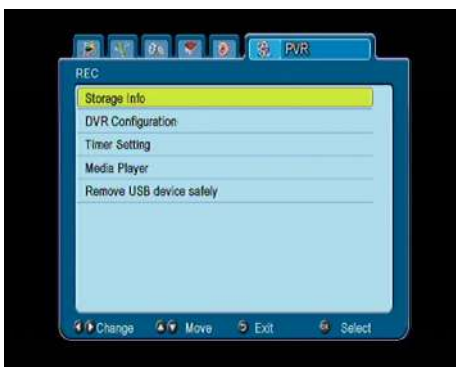 PVR
REC
Storage Info
DVR Configuration
Timer Setting
Media Player
Remove USB device safely
Change Move Exit Select